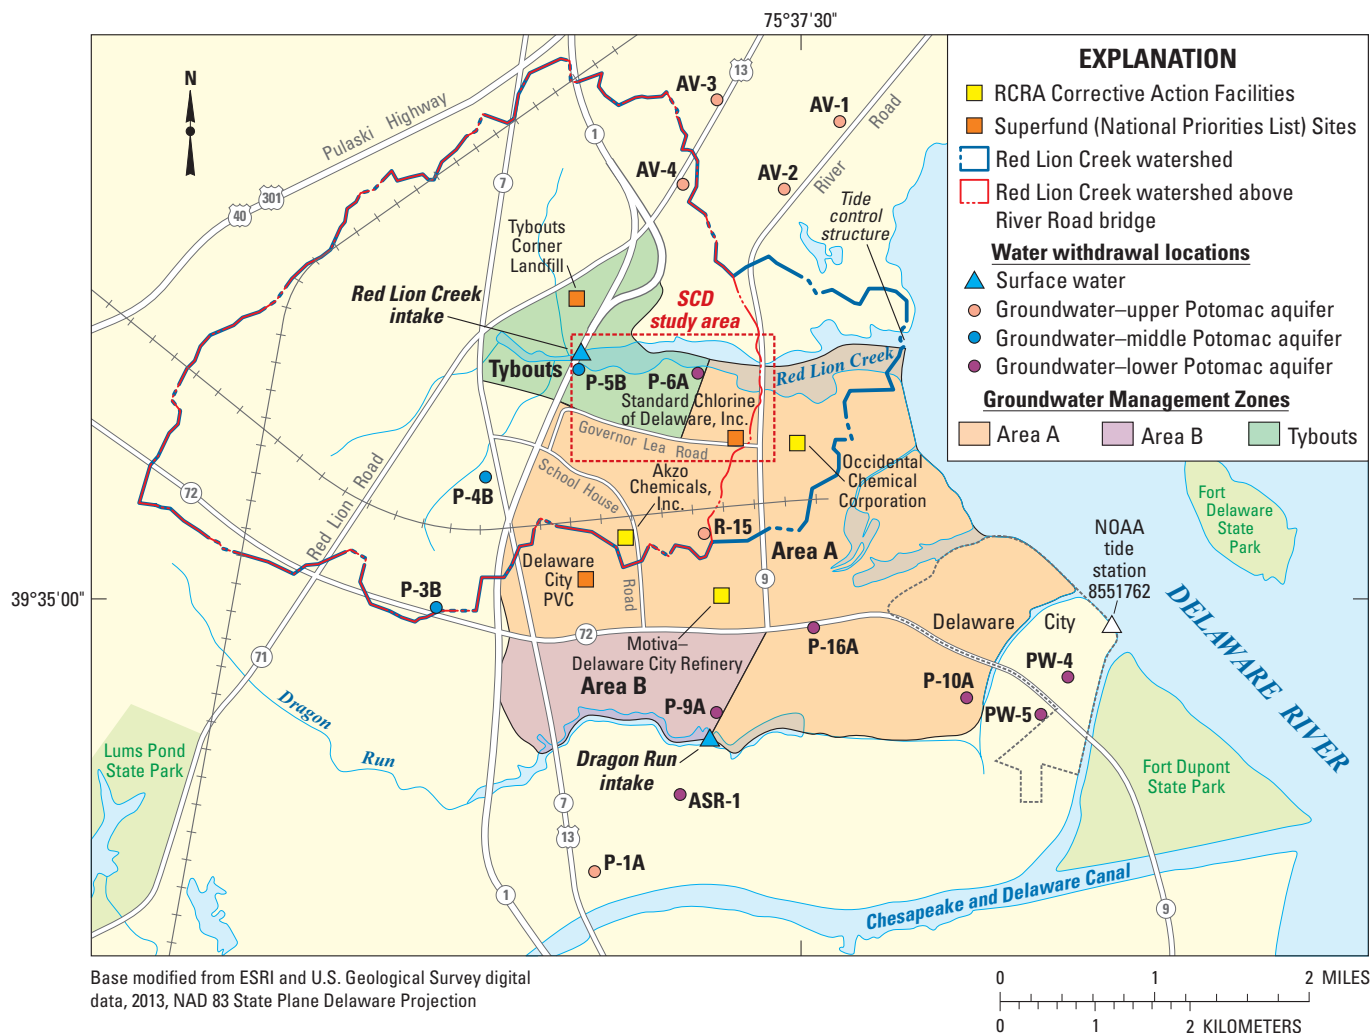 75°37'30"
N
Pulaski Highway
301
40
7
1
13
AV-3
AV-1
AV-4
AV-2
River Road
Tide
control
structure
Tybouts
Corner
Landfill
Red Lion Creek
intake
SCD
study area
Tybouts
P-5B
P-6A
Standard Chlorine
of Delaware, Inc.
Red Lion Creek
Governor Lea Road
School House
Road
Akzo
Chemicals,
Inc.
Occidental
Chemical
Corporation
P-4B
72
Red Lion Road
R-15
Area A
Delaware
City
PVC
P-3B
39°35'00"
9
72
Motiva–
Delaware City Refinery
P-16A
Delaware City
NOAA
tide
station
8551762
Fort
Delaware
State
Park
DELAWARE RIVER
71
Area B
P-9A
P-10A
PW-4
PW-5
Dragon
Run
Lums Pond
State Park
Dragon Run
intake
Fort Dupont
State Park
ASR-1
7
13
P-1A
1
Chesapeake and Delaware Canal
9
EXPLANATION
RCRA Corrective Action Facilities
Superfund (National Priorities List) Sites
Red Lion Creek watershed
Red Lion Creek watershed above
River Road bridge
Water withdrawal locations
Surface water
Groundwater–upper Potomac aquifer
Groundwater–middle Potomac aquifer
Groundwater–lower Potomac aquifer
Groundwater Management Zones
Area A Area B Tybouts
Base modified from ESRI and U.S. Geological Survey digital
data, 2013, NAD 83 State Plane Delaware Projection
0 1 2 MILES
0 1 2 KILOMETERS